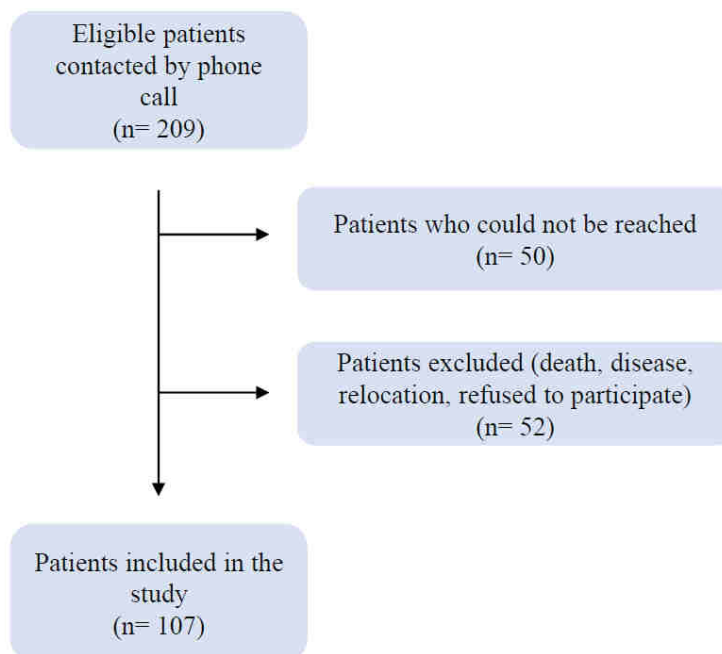 Eligible patients
contacted by phone
call
(n= 209)
Patients who could not be reached
(n= 50)
Patients excluded (death, disease,
relocation, refused to participate)
(n= 52)
Patients included in the
study
(n= 107)